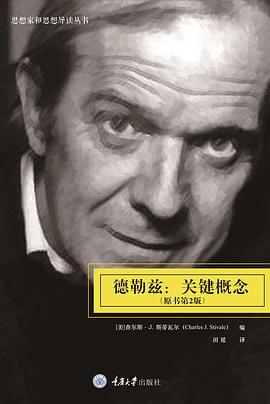 思想家和思想导读丛书
德勒兹：关键概念
（原书第2版）
[美]查尔斯·J. 斯蒂瓦尔（Charles J. Stivale） 编
田延 译
重庆大学出版社